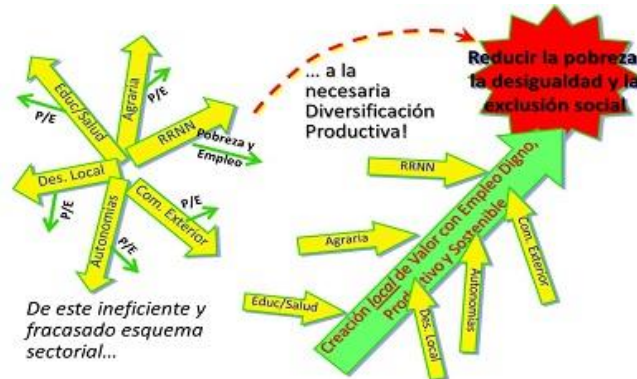 Educ/Salud
P/E
Agraria
P/E
RRNN
Pobreza y
Empleo
Des. Local
P/E
Autonomías
P/E
Com. Exterior
P/E
De este ineficiente y
fracasado esquema
sectorial...
... a la
necesaria
Diversificación
Productiva!
Reducir la pobreza,
la desigualdad y la
exclusión social
RRNN
Agraria
Educ/Salud
Creación local de Valor con Empleo Digno,
Productivo y Sostenible
Des. Local
Autonomías
Com. Exterior